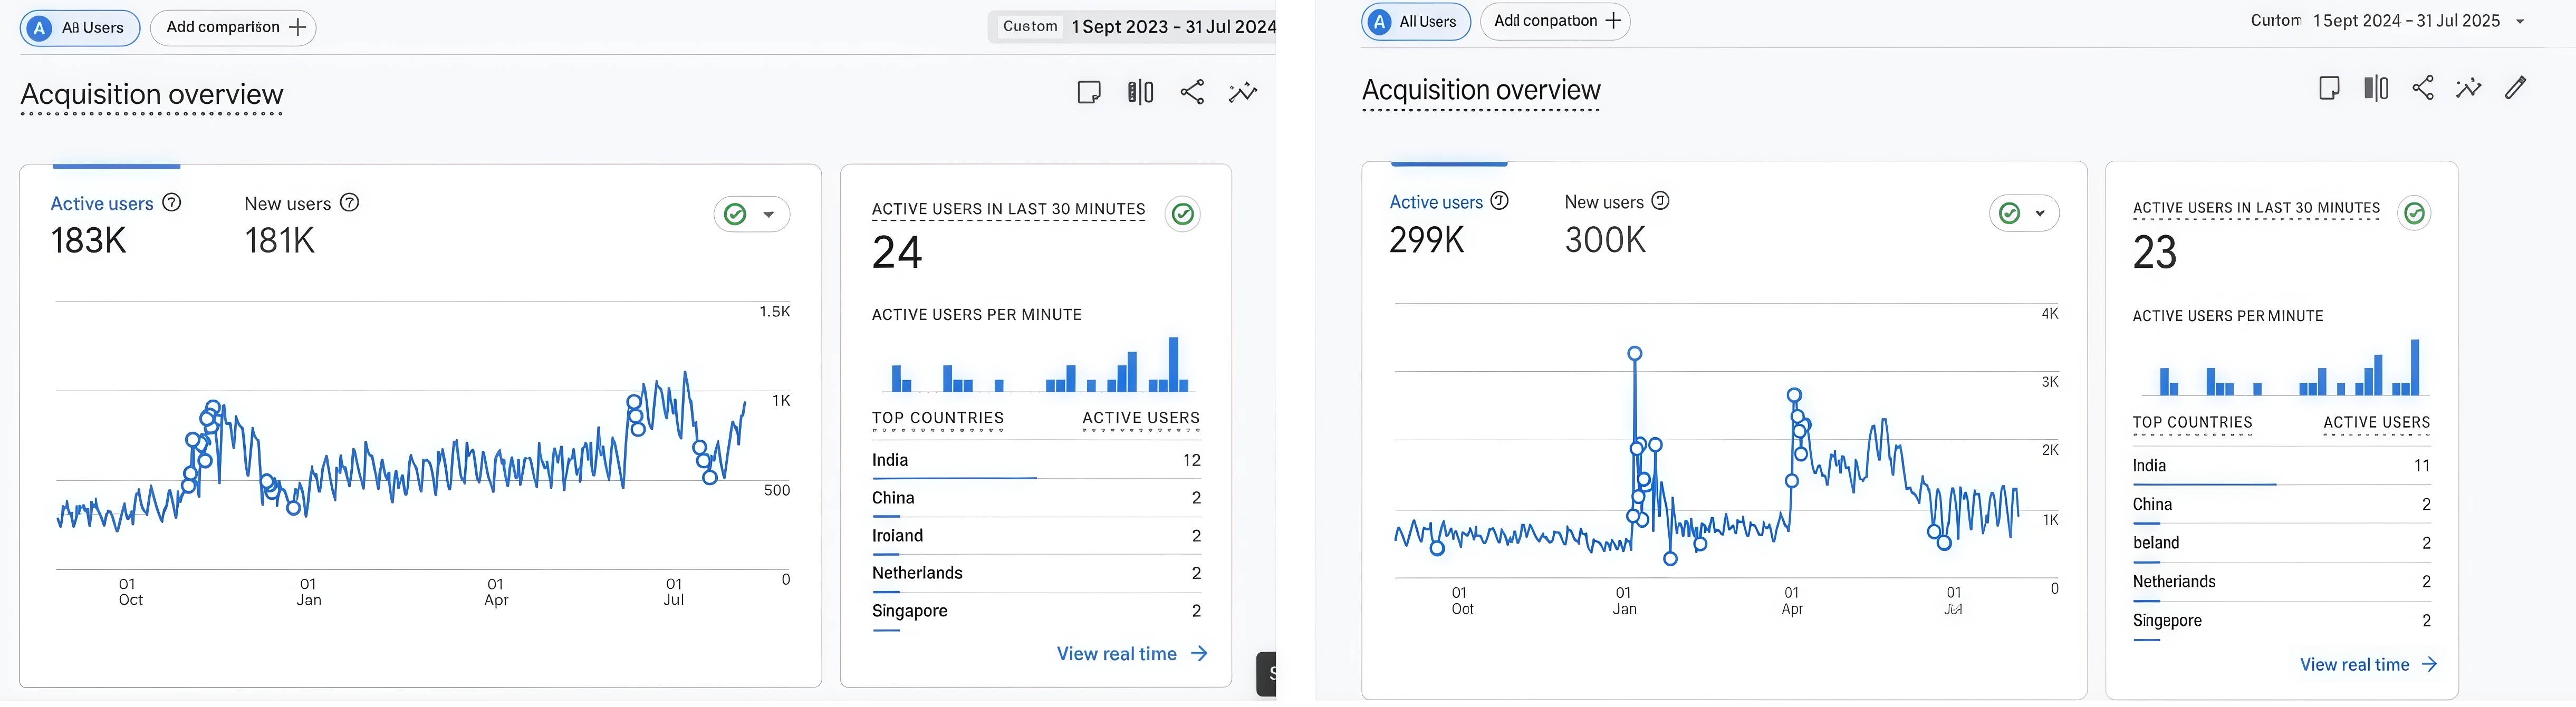 A All Users Add comparison + Custom 1 Sept 2023 - 31 Jul 2024
Acquisition overview
Active users ? New users ?
183K 181K
1.5K
1K
500
0
01 Oct 01 Jan 01 Apr 01 Jul
ACTIVE USERS IN LAST 30 MINUTES
24
ACTIVE USERS PER MINUTE
TOP COUNTRIES ACTIVE USERS
India 12
China 2
Iroland 2
Netherlands 2
Singapore 2
View real time →
S
A All Users Add conpatbon + Curtom 1 Sept 2024 - 31 Jul 2025
Acquisition overview
Active users New users
299K 300K
4K
3K
2K
1K
0
01 Oct 01 Jan 01 Apr 01
ACTIVE USERS IN LAST 30 MINUTES
23
ACTIVE USERS PER MINUTE
TOP COUNTRIES ACTIVE USERS
India 11
China 2
beland 2
Netherlands 2
Singepore 2
View real time →